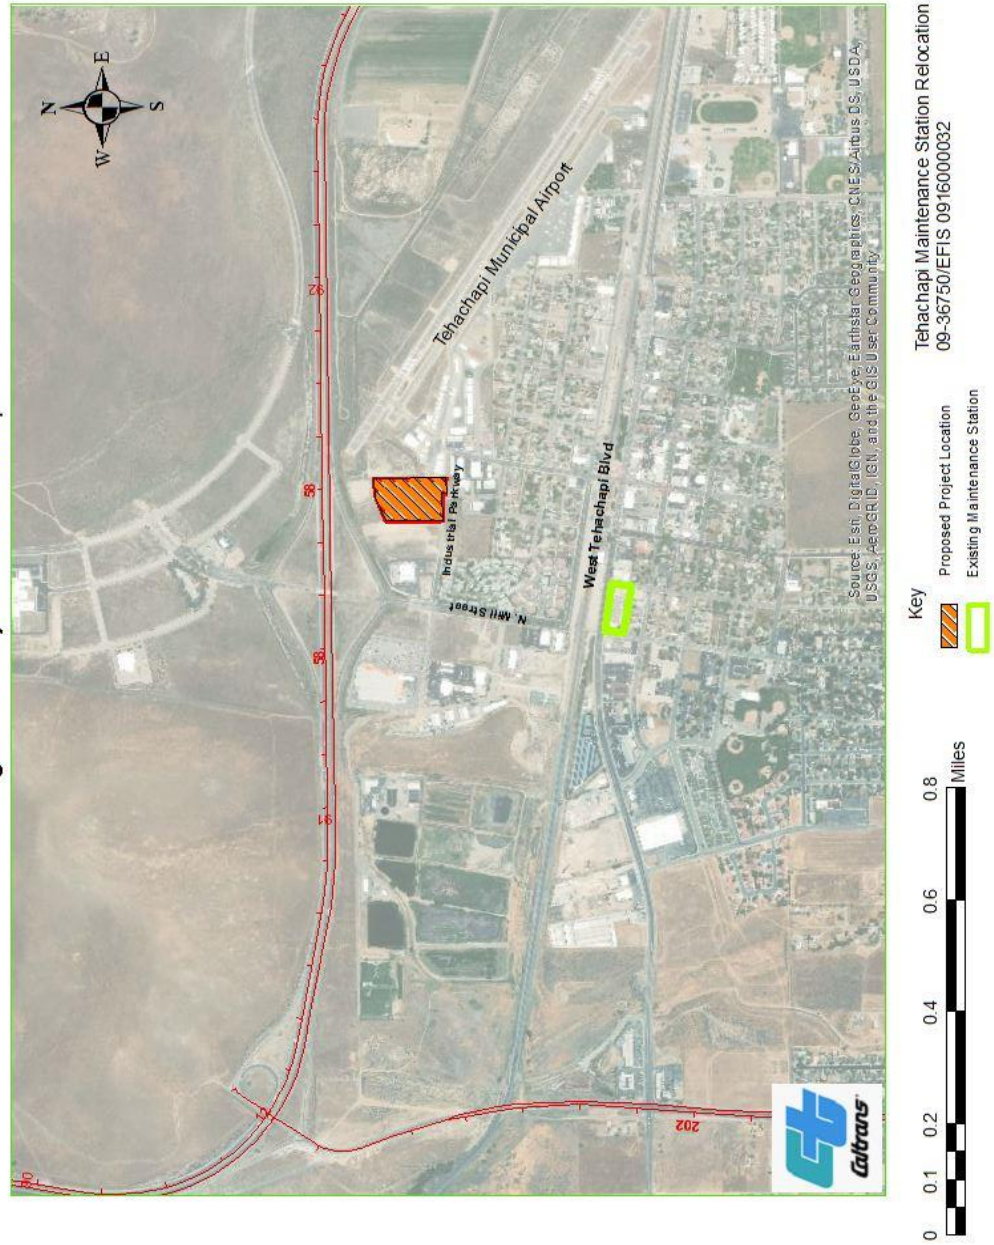 N
W
E
S
90
91
92
58
58
202
Tehachapi Municipal Airport
Industrial Parkway
N. Mill Street
West Tehachapi Blvd
Source: Esri, DigitalGlobe, GeoEye, Earthstar Geographics, CNES/Airbus DS, USDA,
USGS, AeroGRID, IGN, and the GIS User Community
Caltrans
0 0.1 0.2 0.4 0.6 0.8
Miles
Key
Proposed Project Location
Existing Maintenance Station
Tehachapi Maintenance Station Relocation
09-36750/EFIS 0916000032